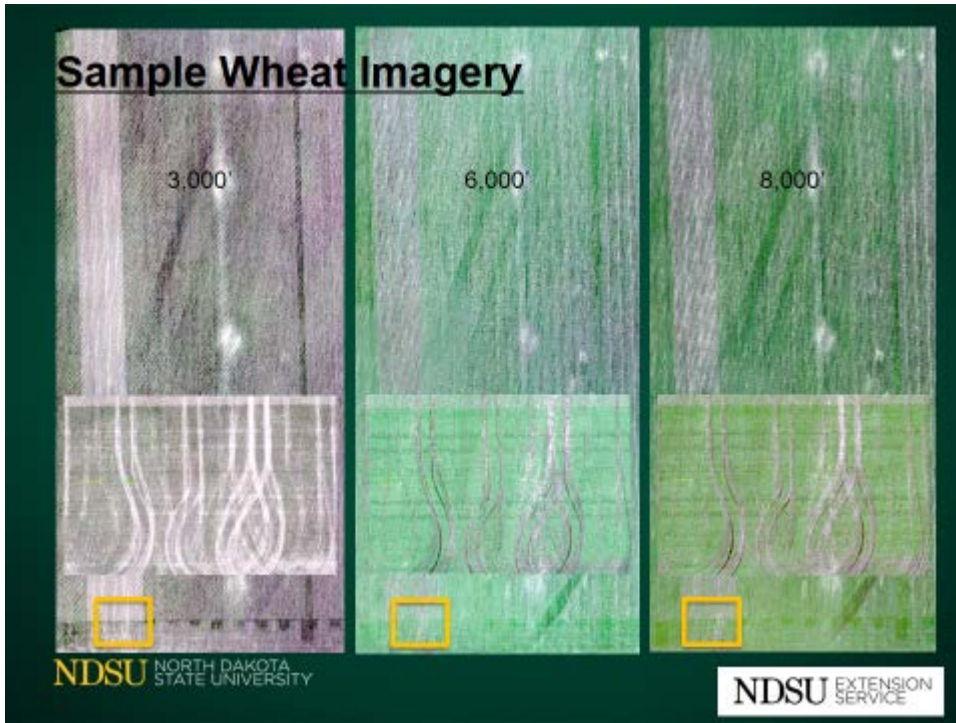 Sample Wheat Imagery
3,000’
6,000’
8,000’
NDSU NORTH DAKOTA
STATE UNIVERSITY
NDSU EXTENSION
SERVICE